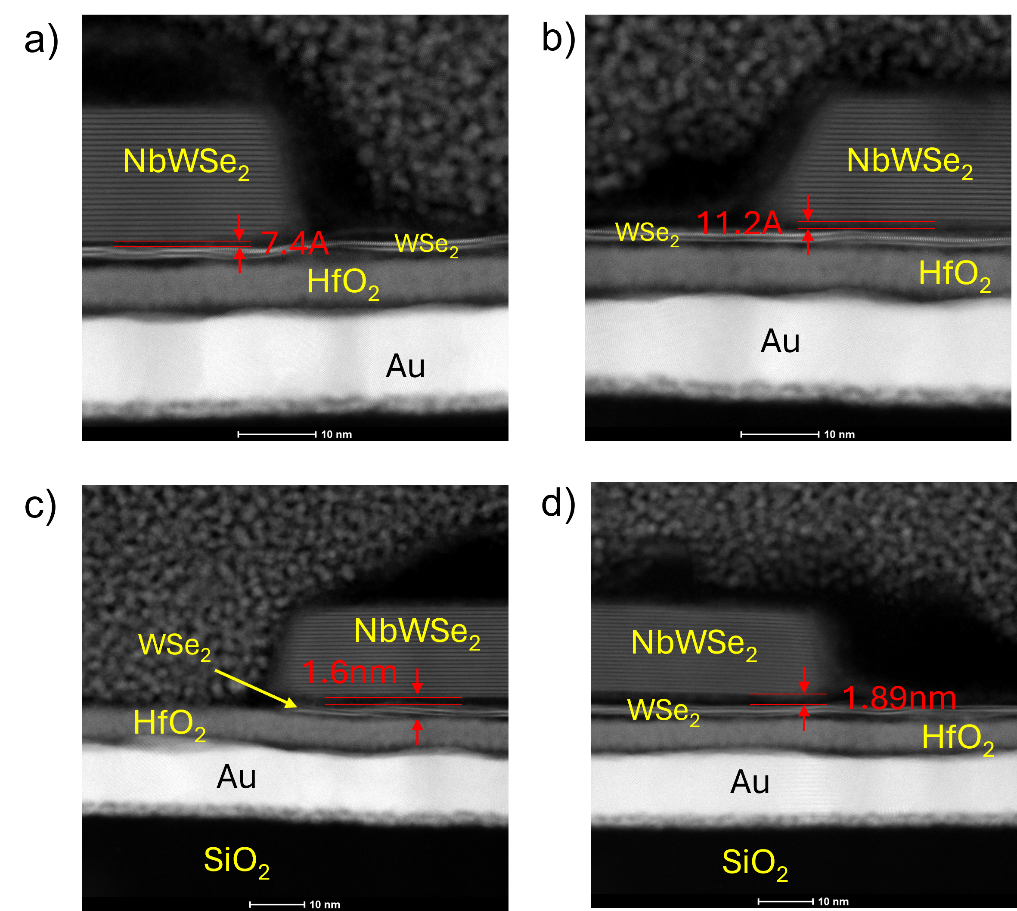 a)
NbWSe₂
7.4A
WSe₂
HfO₂
Au
10 nm
b)
NbWSe₂
WSe₂
11.2A
HfO₂
Au
10 nm
c)
WSe₂
NbWSe₂
1.6nm
HfO₂
Au
SiO₂
10 nm
d)
NbWSe₂
1.89nm
WSe₂
HfO₂
Au
SiO₂
10 nm